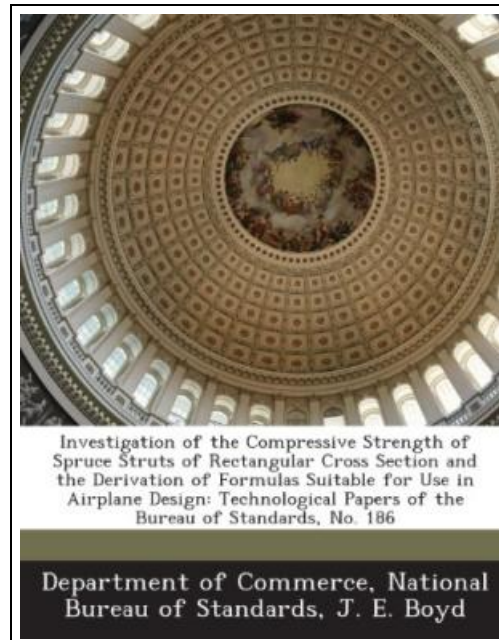 Investigation of the Compressive Strength of
Spruce Struts of Rectangular Cross Section and
the Derivation of Formulas Suitable for Use in
Airplane Design: Technological Papers of the
Bureau of Standards, No. 186
Department of Commerce, National
Bureau of Standards, J. E. Boyd